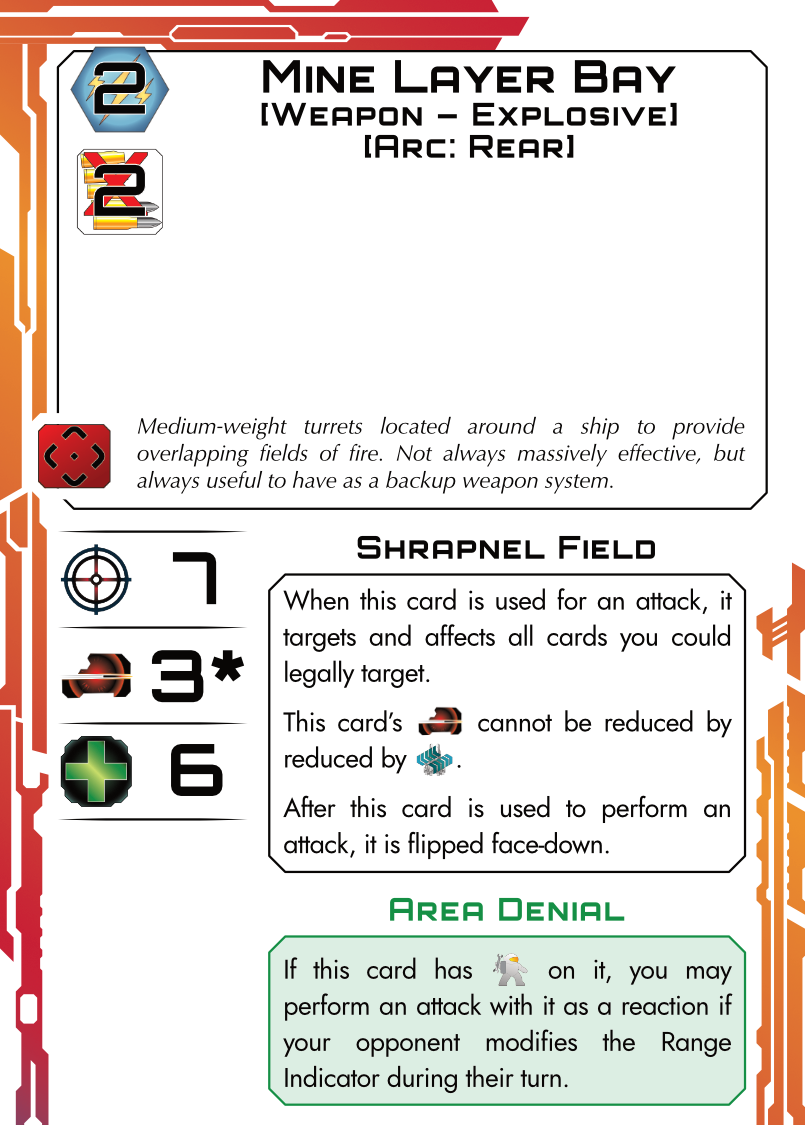 2
Mine Layer Bay
[Weapon – Explosive]
[Arc: Rear]
2
Medium-weight turrets located around a ship to provide
overlapping fields of fire. Not always massively effective, but
always useful to have as a backup weapon system.
7
3*
6
Shrapnel Field
When this card is used for an attack, it
targets and affects all cards you could
legally target.
This card's cannot be reduced by
reduced by .
After this card is used to perform an
attack, it is flipped face-down.
Area Denial
If this card has on it, you may
perform an attack with it as a reaction if
your opponent modifies the Range
Indicator during their turn.